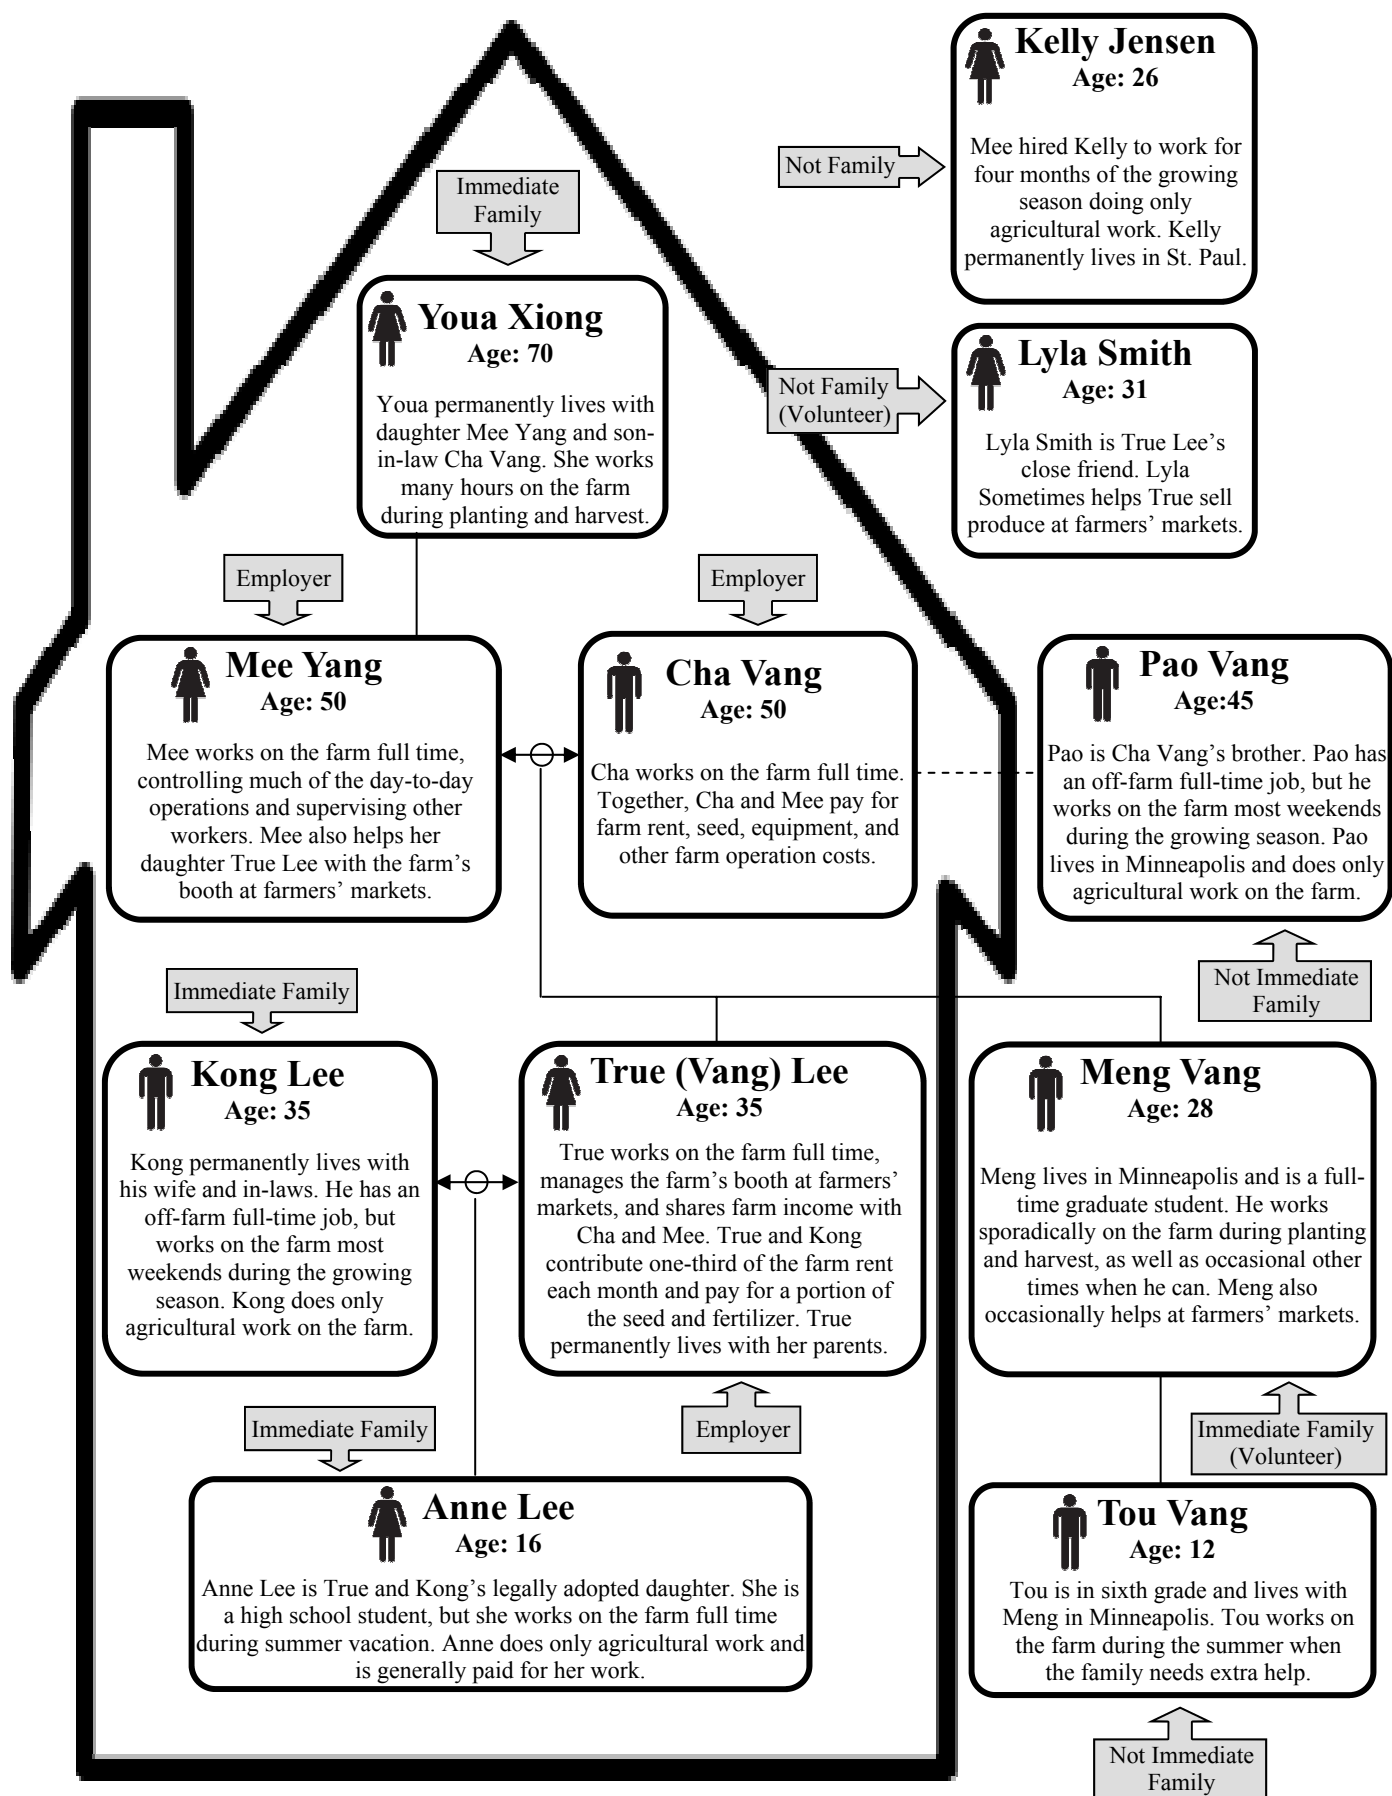 Kelly Jensen
Age: 26
Not Family
Mee hired Kelly to work for
four months of the growing
season doing only
agricultural work. Kelly
permanently lives in St. Paul.
Immediate
Family
Youa Xiong
Age: 70
Youa permanently lives with
daughter Mee Yang and son-
in-law Cha Vang. She works
many hours on the farm
during planting and harvest.
Not Family
(Volunteer)
Lyla Smith
Age: 31
Lyla Smith is True Lee’s
close friend. Lyla
Sometimes helps True sell
produce at farmers’ markets.
Employer
Mee Yang
Age: 50
Mee works on the farm full time,
controlling much of the day-to-day
operations and supervising other
workers. Mee also helps her
daughter True Lee with the farm’s
booth at farmers’ markets.
Employer
Cha Vang
Age: 50
Cha works on the farm full time.
Together, Cha and Mee pay for
farm rent, seed, equipment, and
other farm operation costs.
Pao Vang
Age:45
Pao is Cha Vang’s brother. Pao has
an off-farm full-time job, but he
works on the farm most weekends
during the growing season. Pao
lives in Minneapolis and does only
agricultural work on the farm.
Not Immediate
Family
Immediate Family
Kong Lee
Age: 35
Kong permanently lives with
his wife and in-laws. He has an
off-farm full-time job, but
works on the farm most
weekends during the growing
season. Kong does only
agricultural work on the farm.
True (Vang) Lee
Age: 35
True works on the farm full time,
manages the farm’s booth at farmers’
markets, and shares farm income with
Cha and Mee. True and Kong
contribute one-third of the farm rent
each month and pay for a portion of
the seed and fertilizer. True
permanently lives with her parents.
Employer
Meng Vang
Age: 28
Meng lives in Minneapolis and is a full-
time graduate student. He works
sporadically on the farm during planting
and harvest, as well as occasional other
times when he can. Meng also
occasionally helps at farmers’ markets.
Immediate Family
(Volunteer)
Immediate Family
Anne Lee
Age: 16
Anne Lee is True and Kong’s legally adopted daughter. She is
a high school student, but she works on the farm full time
during summer vacation. Anne does only agricultural work and
is generally paid for her work.
Tou Vang
Age: 12
Tou is in sixth grade and lives with
Meng in Minneapolis. Tou works on
the farm during the summer when
the family needs extra help.
Not Immediate
Family